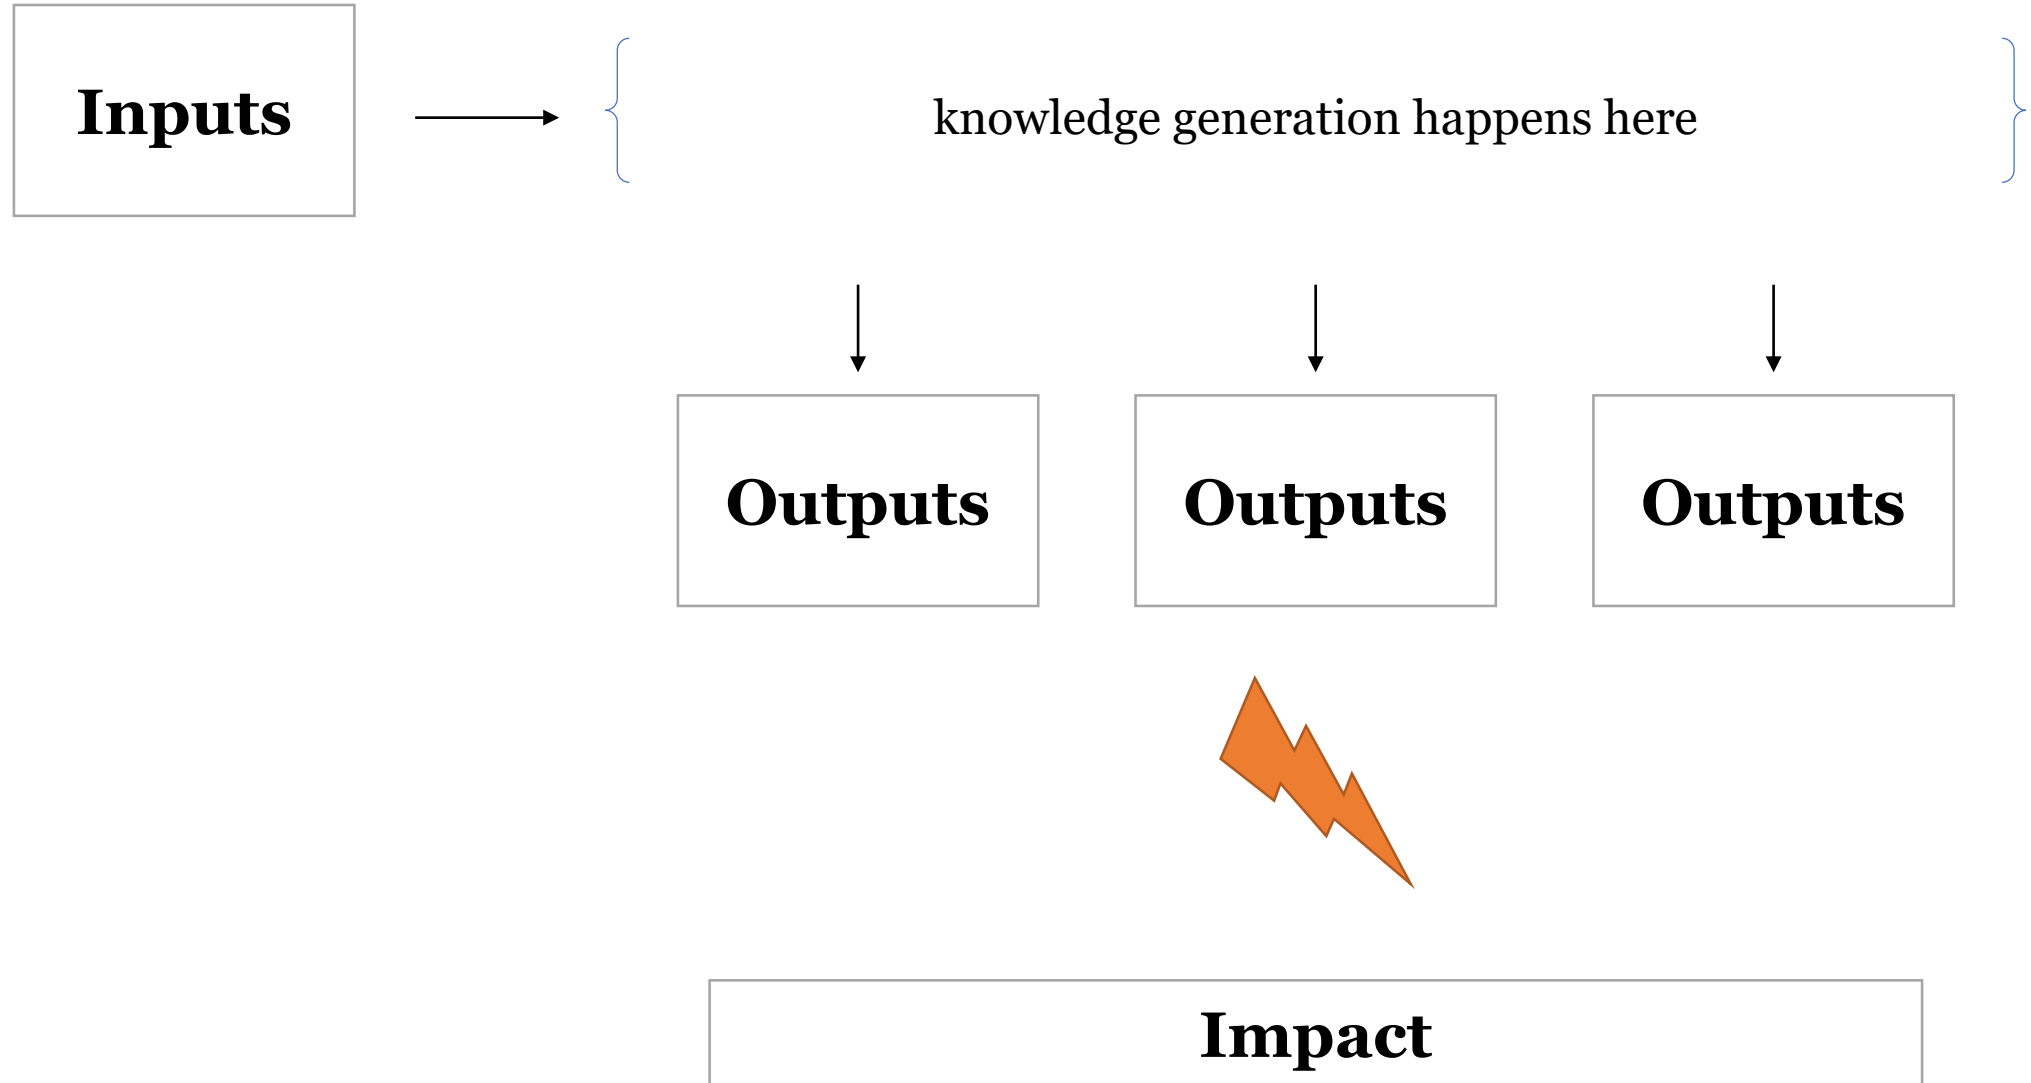 Inputs
knowledge generation happens here
Outputs
Outputs
Outputs
Impact